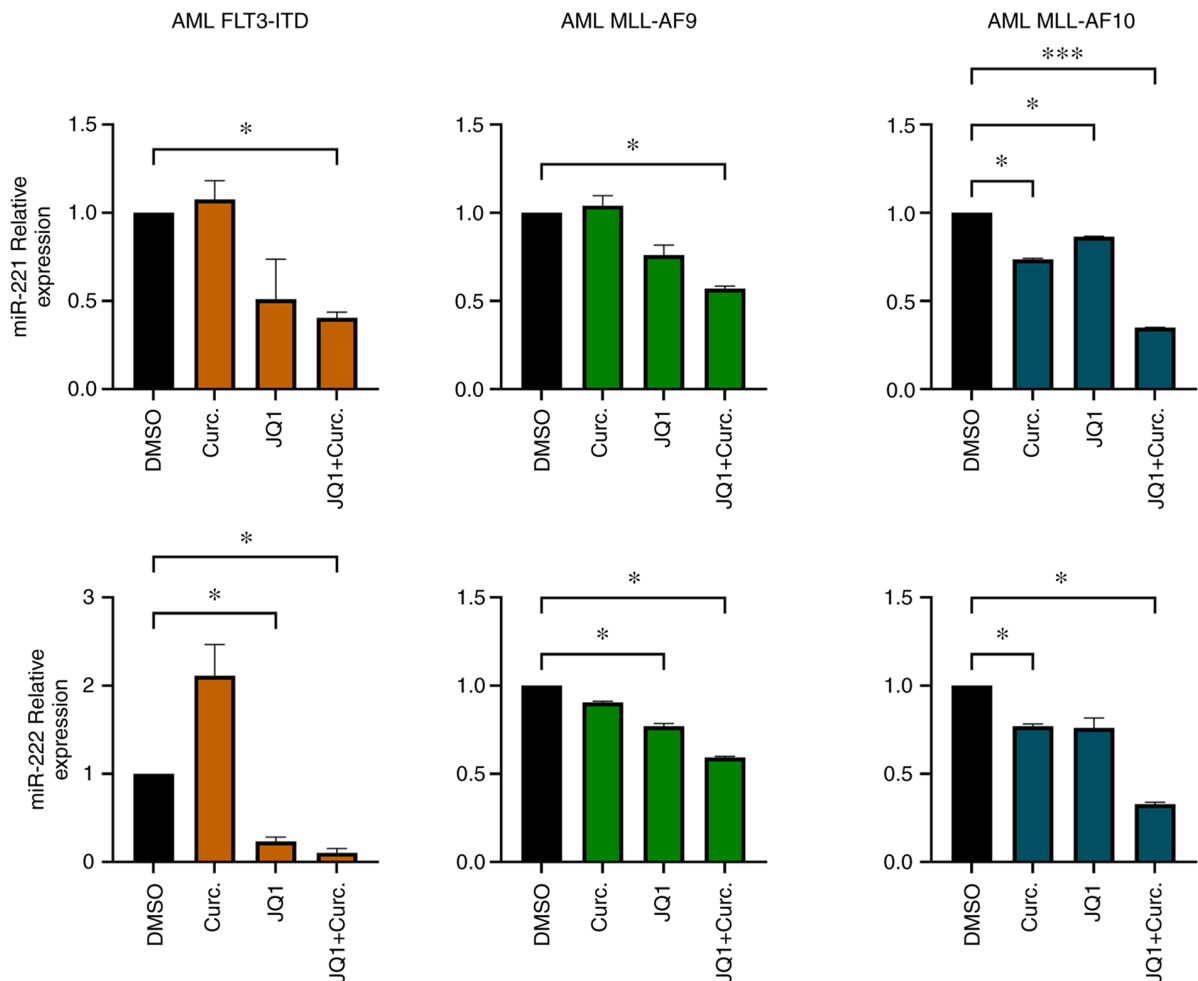 AML FLT3-ITD
AML MLL-AF9
AML MLL-AF10
miR-221 Relative
expression
1.5
1.0
0.5
0.0
*
DMSO
Curc.
JQ1
JQ1+Curc.
1.5
1.0
0.5
0.0
*
DMSO
Curc.
JQ1
JQ1+Curc.
***
*
*
1.5
1.0
0.5
0.0
DMSO
Curc.
JQ1
JQ1+Curc.
miR-222 Relative
expression
*
*
3
2
1
0
DMSO
Curc.
JQ1
JQ1+Curc.
*
*
1.5
1.0
0.5
0.0
DMSO
Curc.
JQ1
JQ1+Curc.
*
*
1.5
1.0
0.5
0.0
DMSO
Curc.
JQ1
JQ1+Curc.